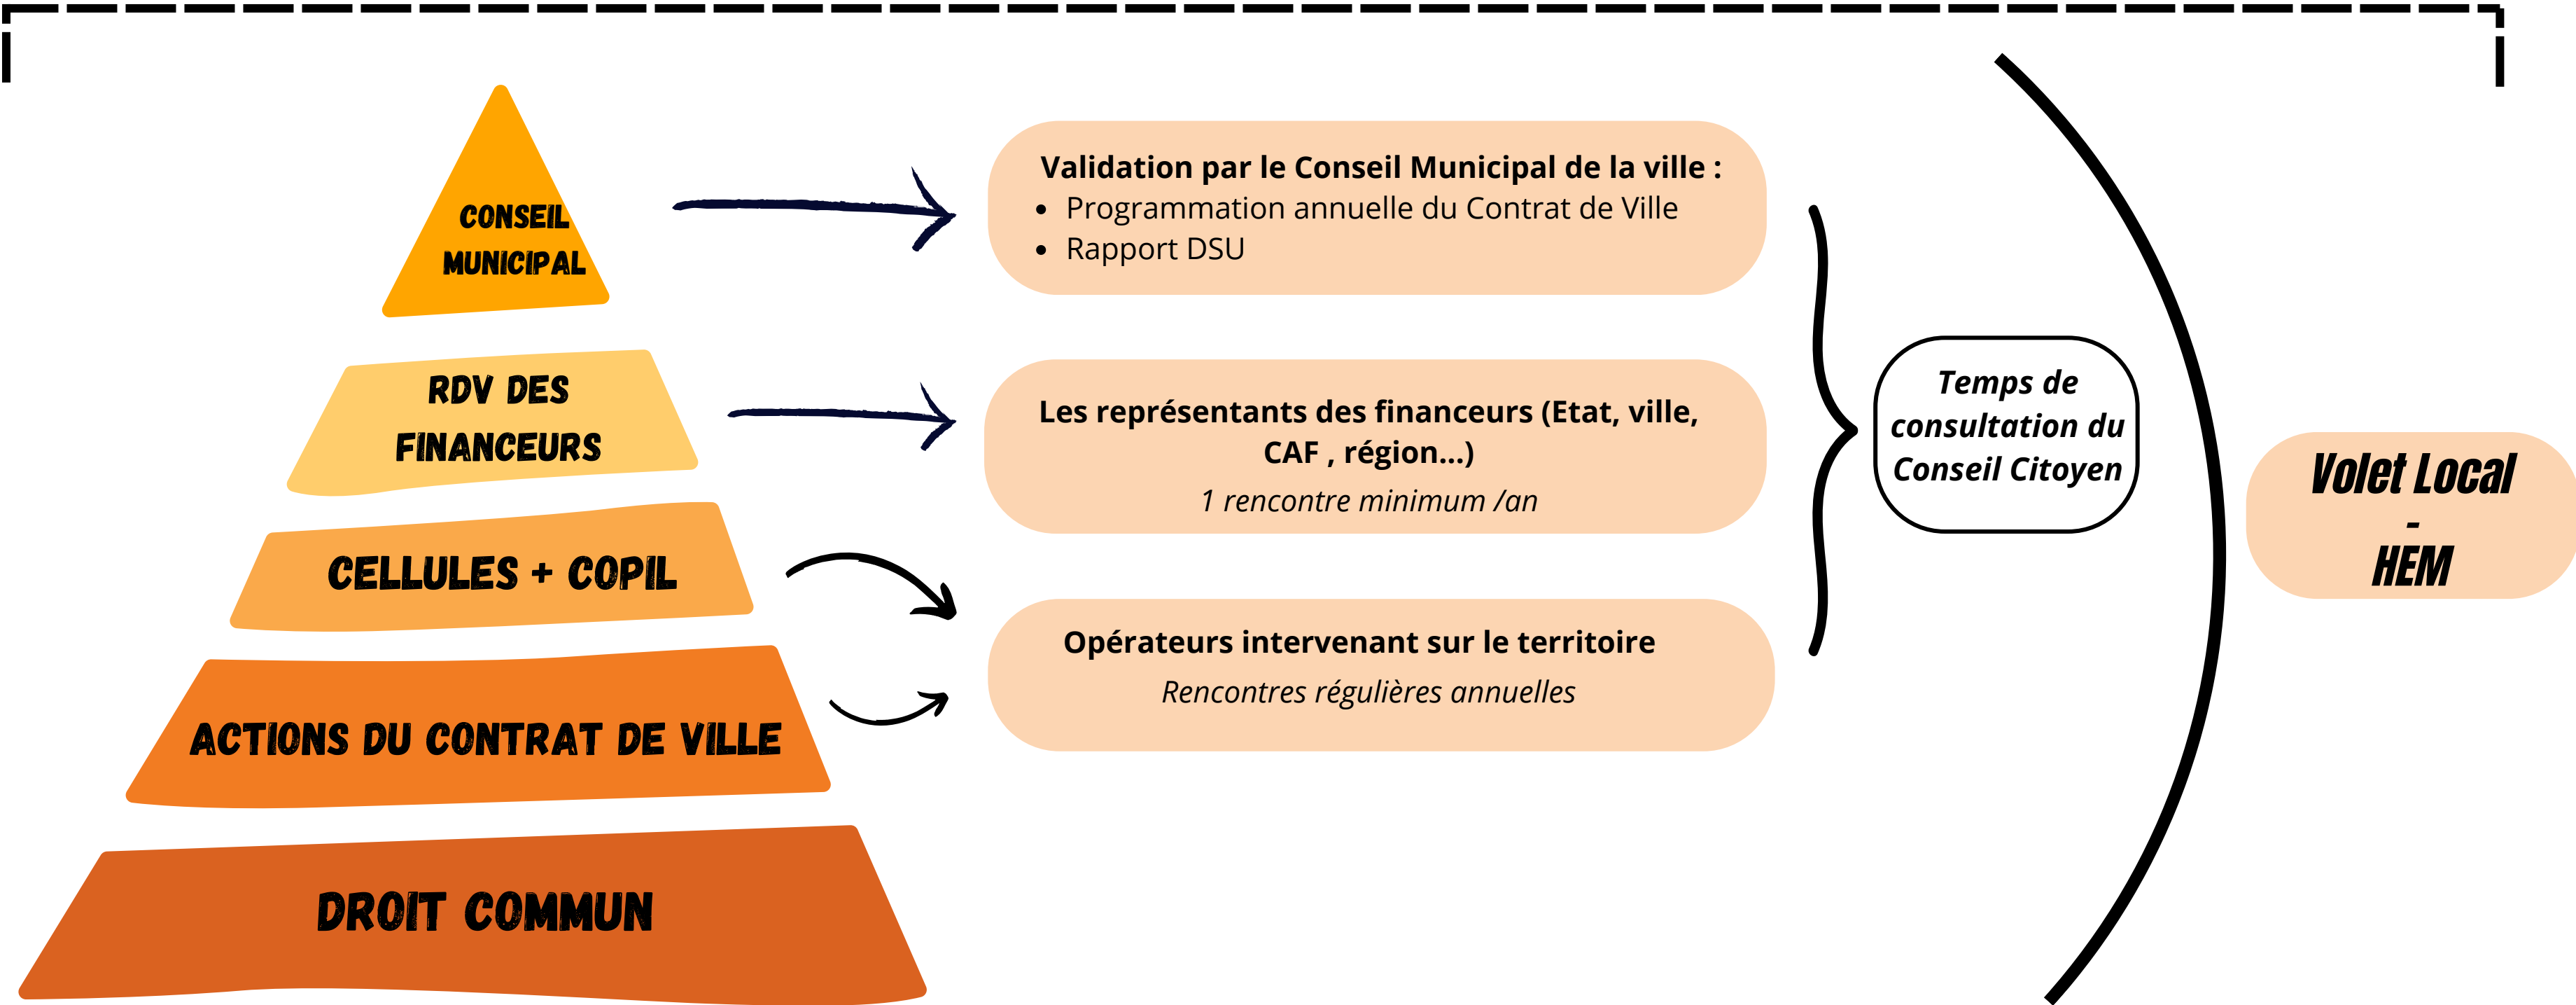 CONSEIL
MUNICIPAL
Validation par le Conseil Municipal de la ville :
• Programmation annuelle du Contrat de Ville
• Rapport DSU
RDV DES
FINANCEURS
Les représentants des financeurs (Etat, ville,
CAF , région...)
1 rencontre minimum /an
CELLULES + COPIL
ACTIONS DU CONTRAT DE VILLE
Opérateurs intervenant sur le territoire
Rencontres régulières annuelles
DROIT COMMUN
Temps de
consultation du
Conseil Citoyen
Volet Local
-
HEM